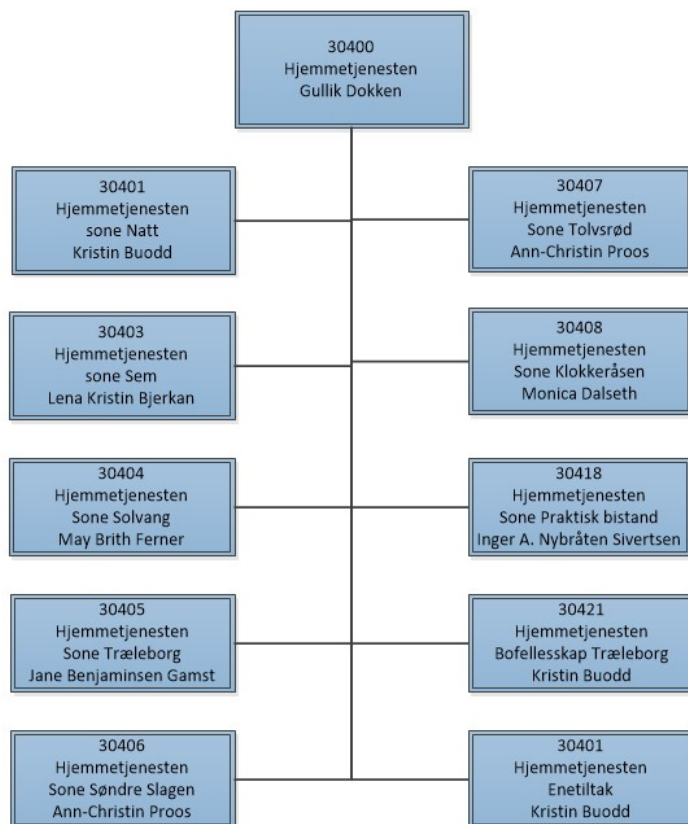 30400
Hjemmetjenesten
Gullik Dokken
30401
Hjemmetjenesten
sone Natt
Kristin Buodd
30407
Hjemmetjenesten
Sone Tolvsrød
Ann-Christin Proos
30403
Hjemmetjenesten
sone Sem
Lena Kristin Bjerkan
30408
Hjemmetjenesten
Sone Klokkeråsen
Monica Dalseth
30404
Hjemmetjenesten
Sone Solvang
May Brith Ferner
30418
Hjemmetjenesten
Sone Praktisk bistand
Inger A. Nybråten Sivertsen
30405
Hjemmetjenesten
Sone Træleborg
Jane Benjaminsen Gamst
30421
Hjemmetjenesten
Bofellesskap Træleborg
Kristin Buodd
30406
Hjemmetjenesten
Sone Søndre Slagen
Ann-Christin Proos
30401
Hjemmetjenesten
Enetiltak
Kristin Buodd